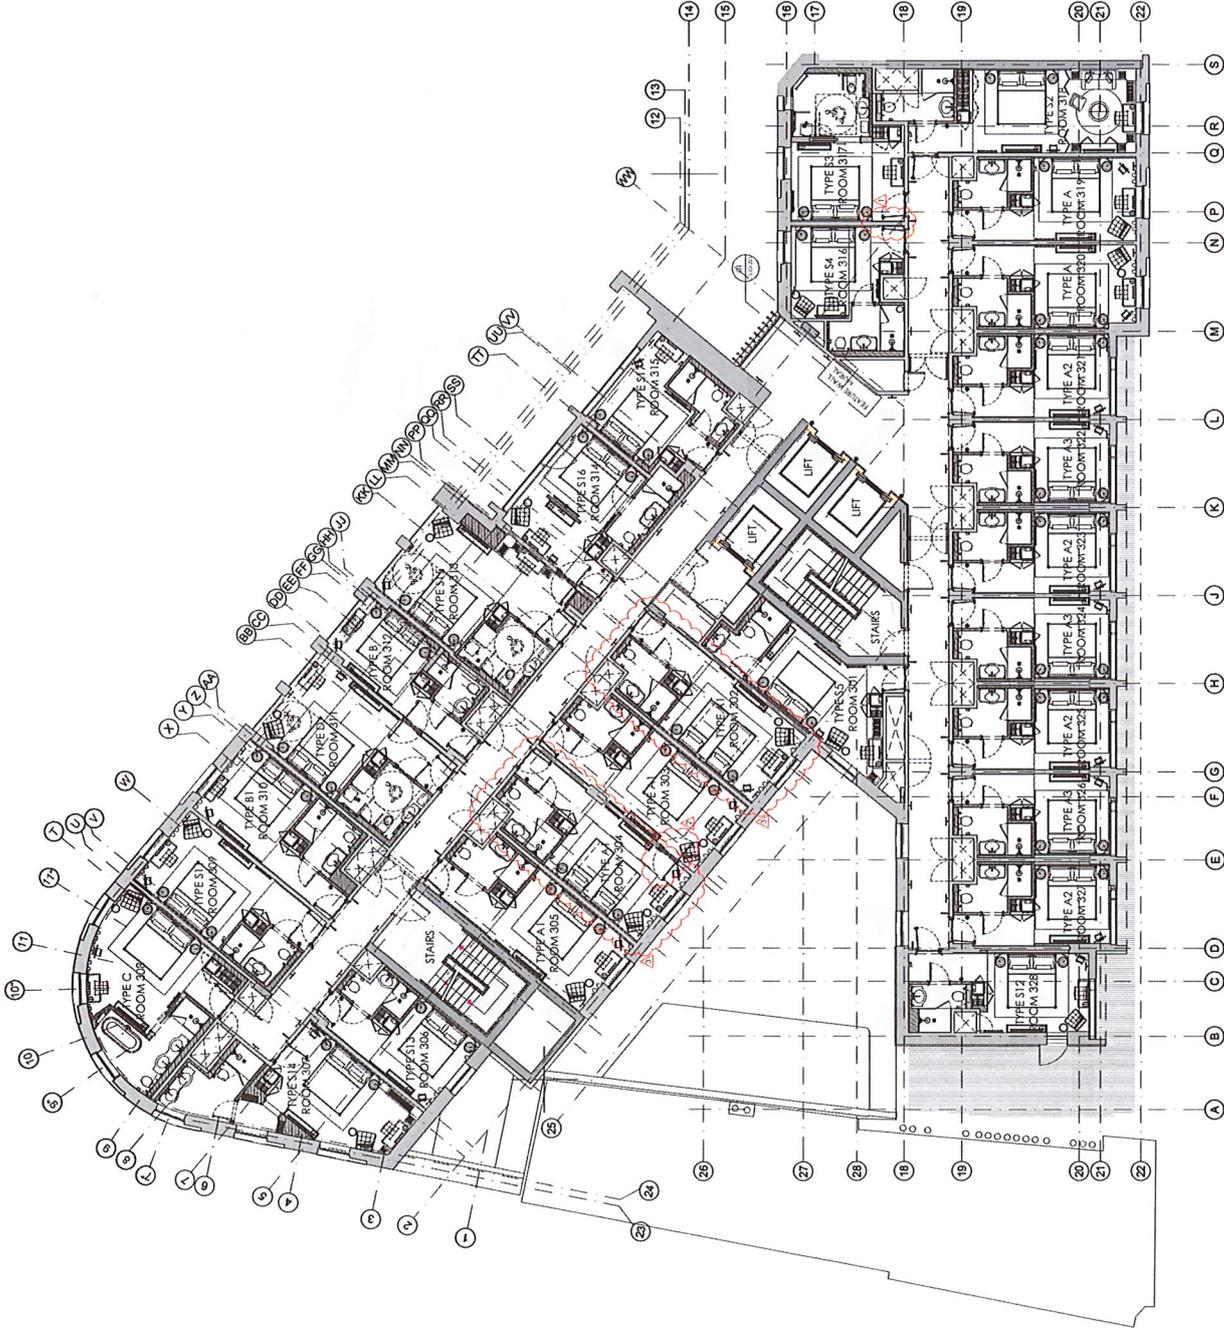 14
15
16
17
18
19
20
21
22
13
12
WW
S
R
Q
P
N
M
L
K
J
H
G
F
E
D
C
B
A
UU
VV
TT
SS
RR
QQ
PP
NN
MM
LL
KK
JJ
HH
GG
FF
EE
DD
CC
BB
AA
Z
Y
X
W
V
U
T
12
11
10
9
8
7
6
5
4
3
2
1
23
24
25
26
27
28
18
19
20
21
22
TYPE S2
ROOM 318
TYPE S3
ROOM 317
TYPE S4
ROOM 316
TYPE A
ROOM 319
TYPE A
ROOM 320
TYPE A2
ROOM 321
TYPE A3
ROOM 322
TYPE A2
ROOM 323
TYPE A3
ROOM 324
TYPE A2
TYPE A3
TYPE A2
ROOM 327
TYPE S12
ROOM 328
FEATURE WALL
MURAL
LIFT
LIFT
LIFT
STAIRS
TYPE S5
ROOM 301
TYPE A1
ROOM 302
TYPE A1
ROOM 303
TYPE A1
ROOM 304
TYPE A1
ROOM 305
STAIRS
TYPE S13
ROOM 306
TYPE S14
ROOM 307
TYPE C
ROOM 308
TYPE S1
ROOM 309
TYPE B1
ROOM 310
ROOM 311
TYPE B
ROOM 312
ROOM 313
TYPE S16
ROOM 314
TYPE S17
ROOM 315